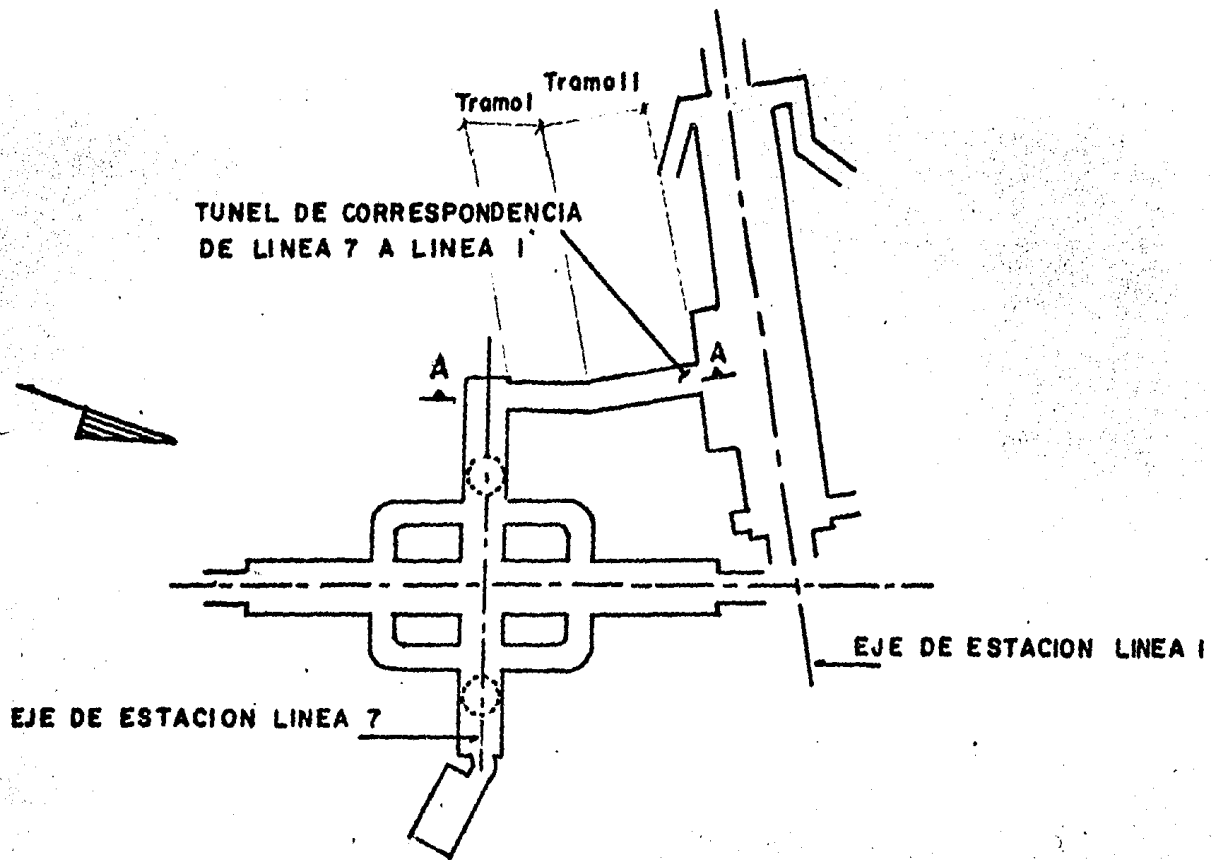 Tramo I
Tramo II
TUNEL DE CORRESPONDENCIA
DE LINEA 7 A LINEA 1
A
A
EJE DE ESTACION LINEA 1
EJE DE ESTACION LINEA 7